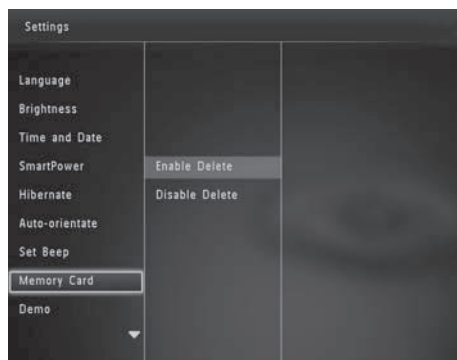 Settings
Language
Brightness
Time and Date
SmartPower
Hibernate
Auto-orientate
Set Beep
Memory Card
Demo
Enable Delete
Disable Delete